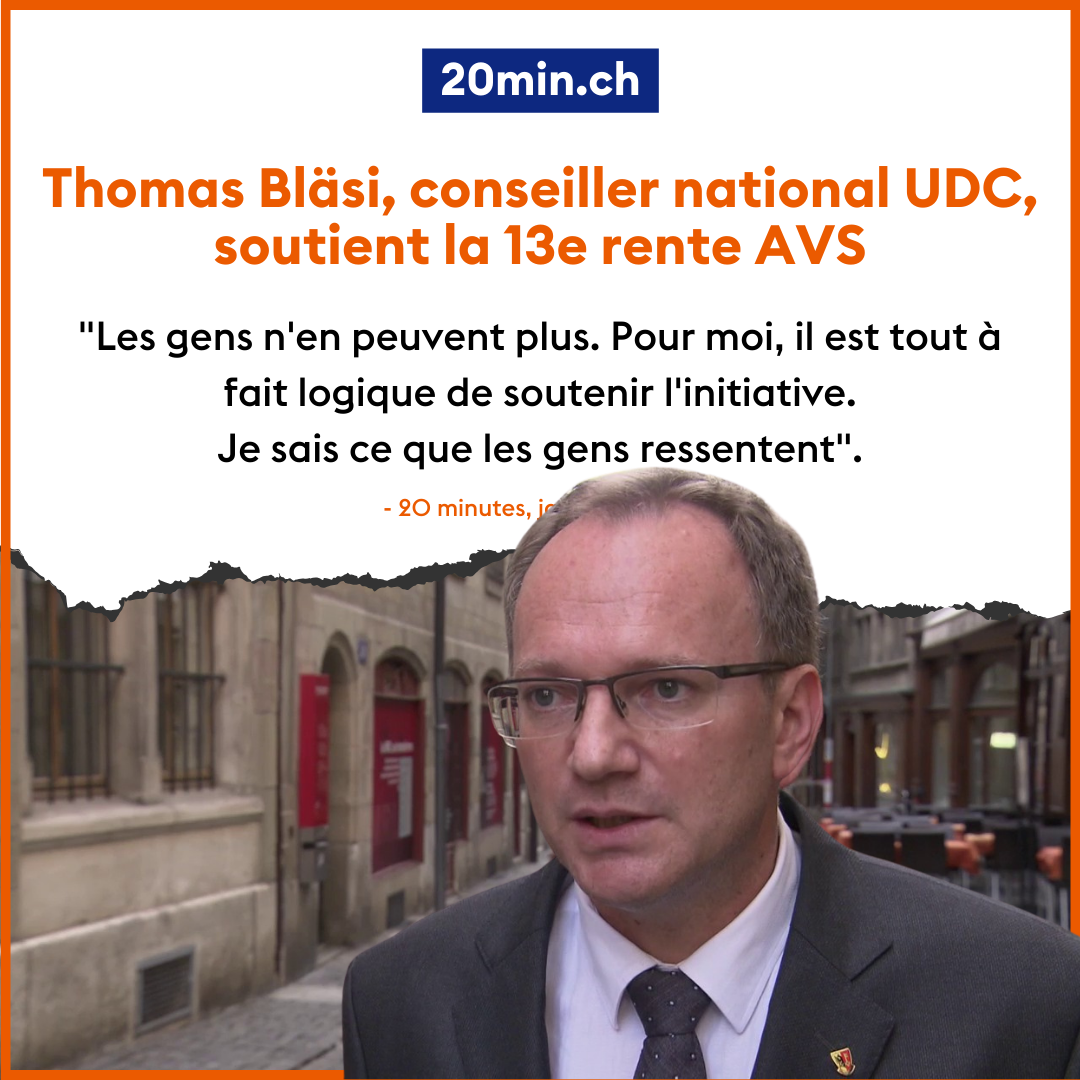 20min.ch
Thomas Bläsi, conseiller national UDC,
soutient la 13e rente AVS
"Les gens n'en peuvent plus. Pour moi, il est tout à
fait logique de soutenir l'initiative.
Je sais ce que les gens ressentent".
- 20 minutes,